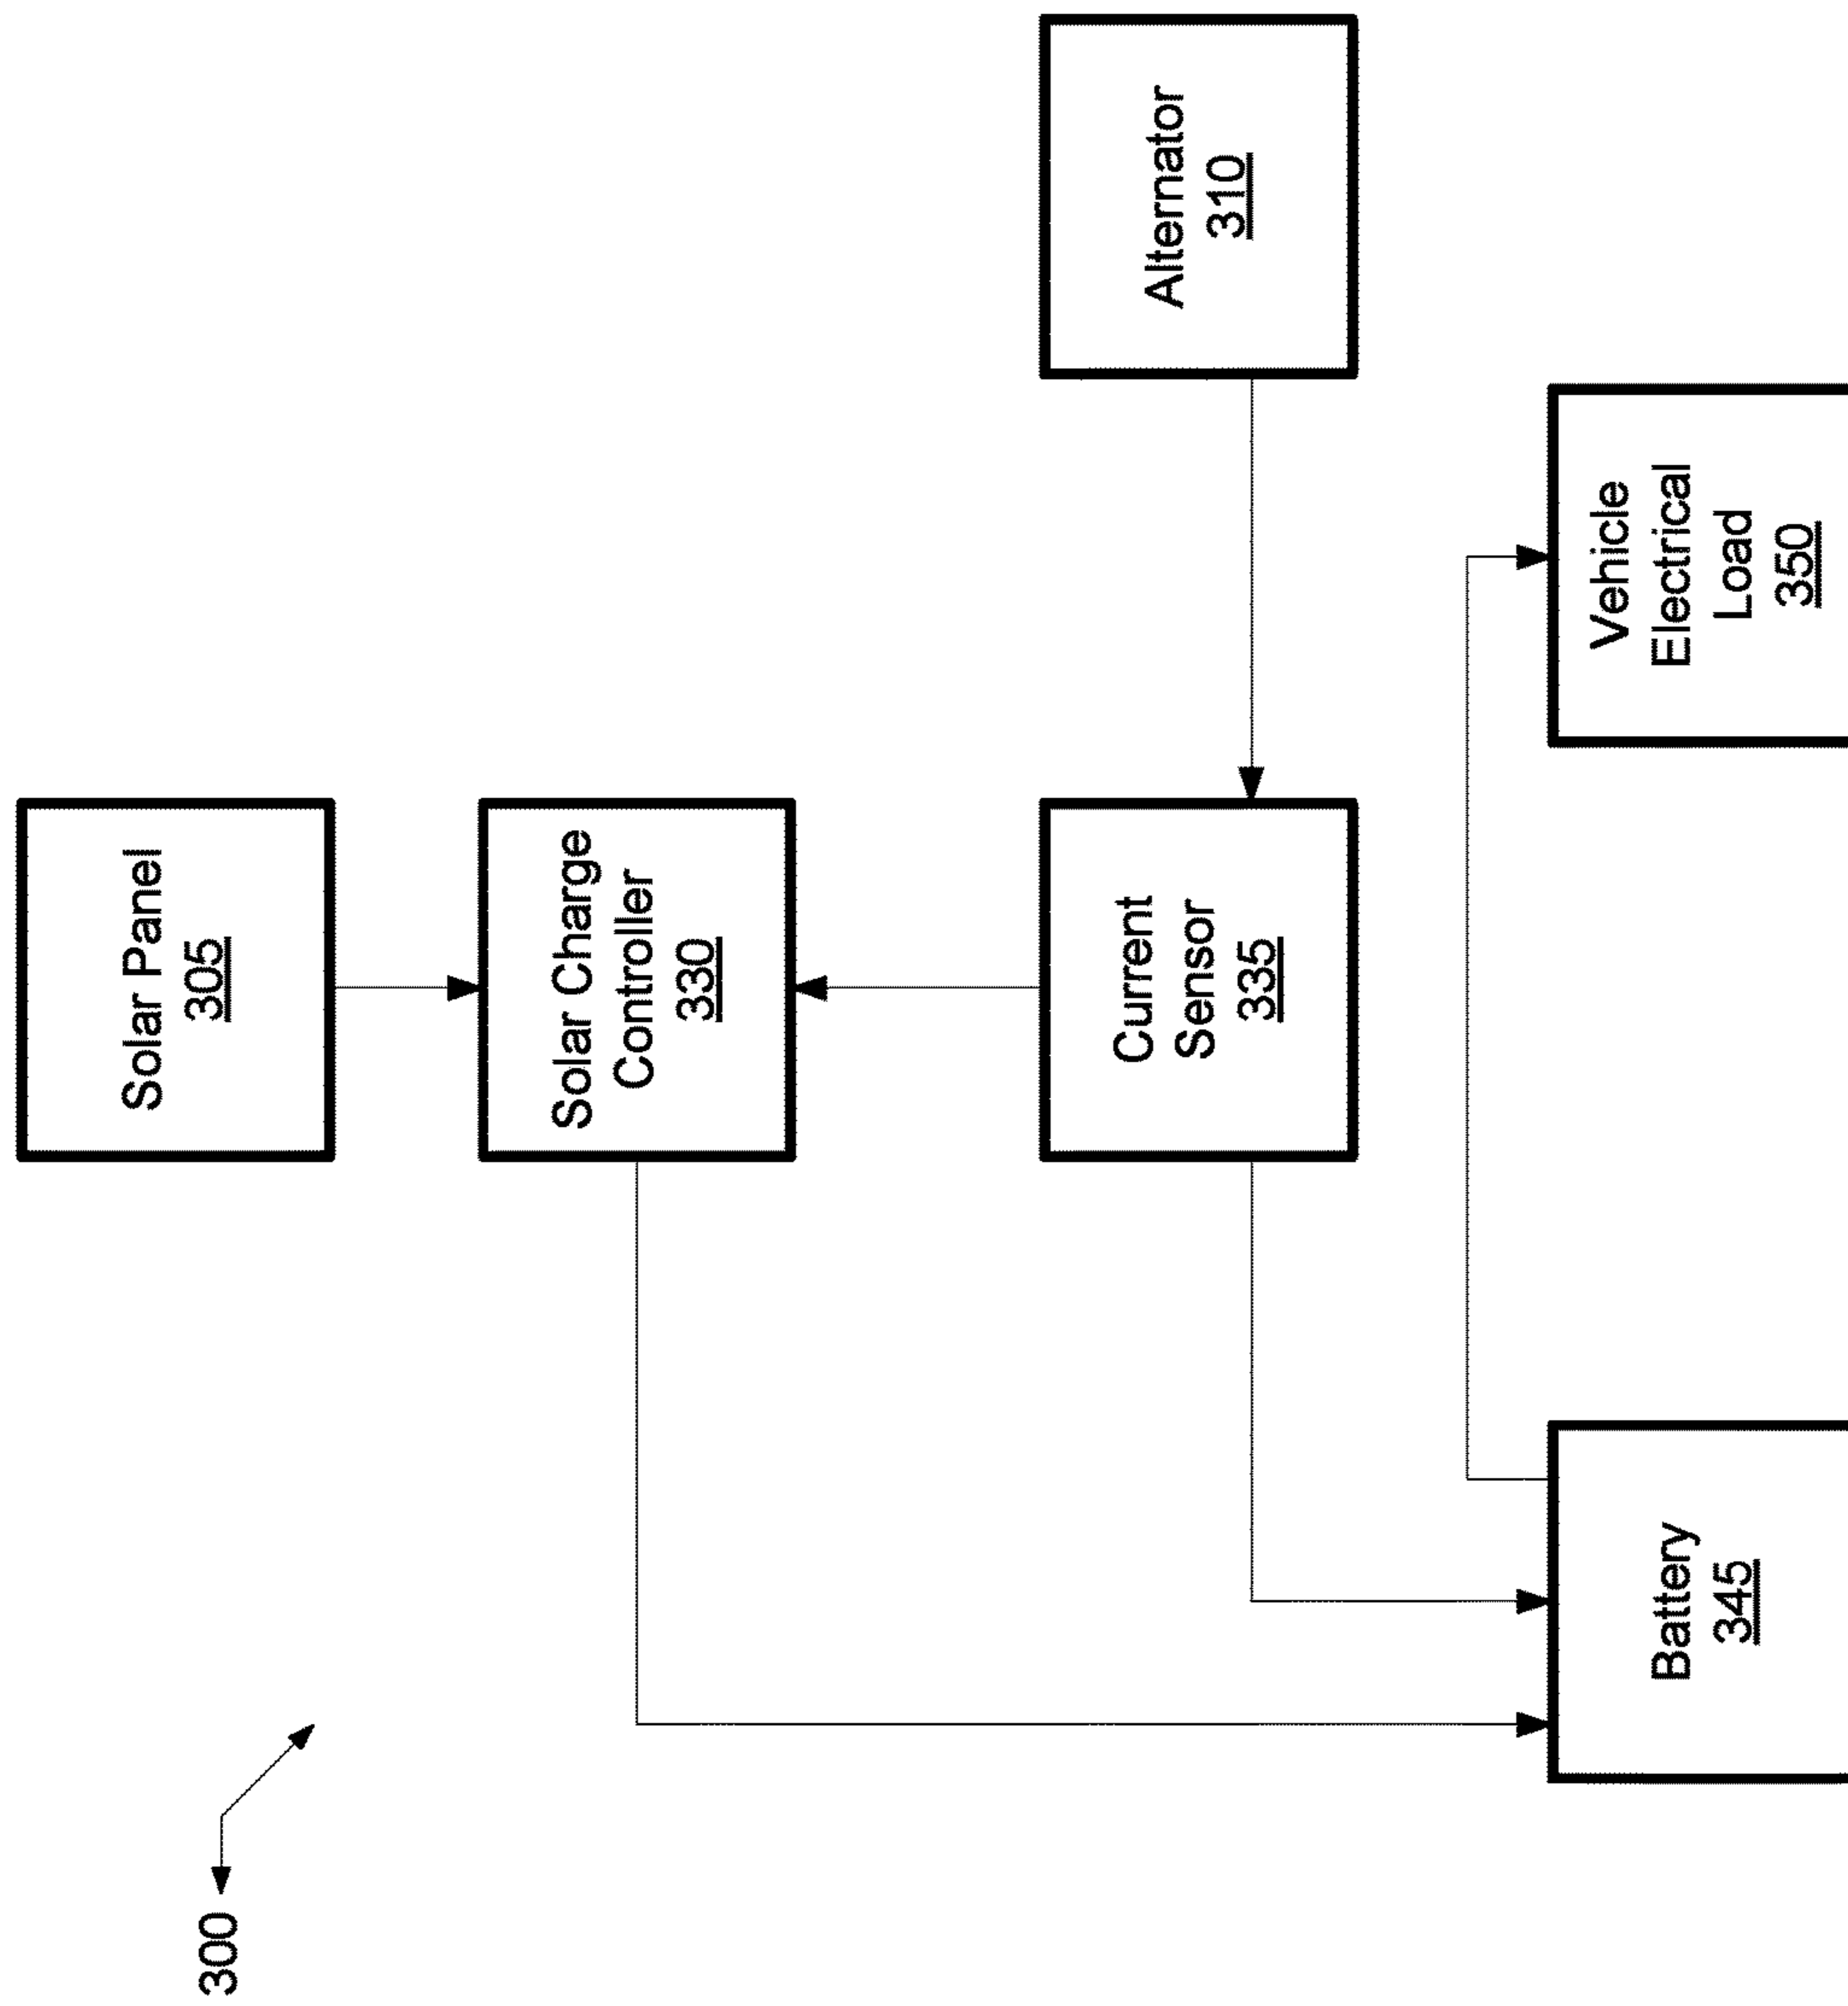 300
Solar Panel
305
Solar Charge
Controller
330
Current
Sensor
335
Alternator
310
Battery
345
Vehicle
Electrical
Load
350